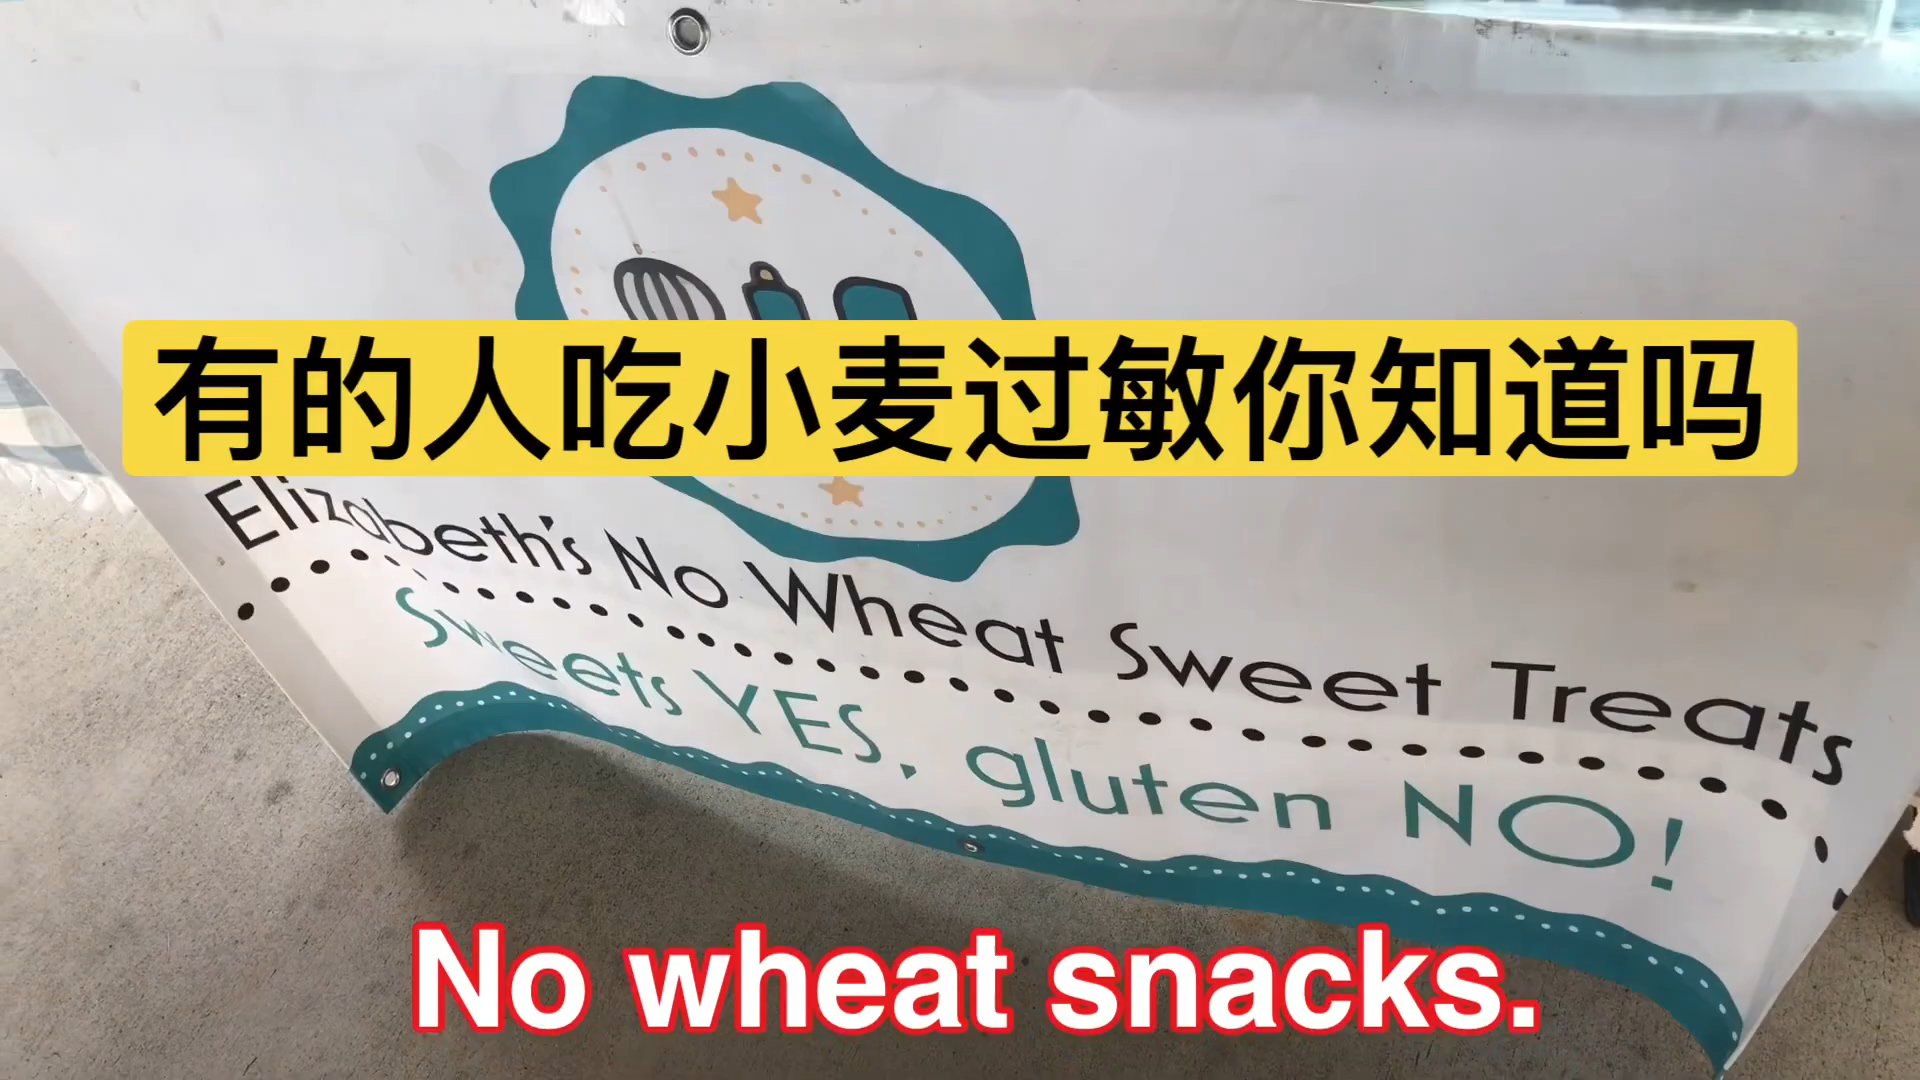 有的人吃小麦过敏你知道吗
Elizabeth's No Wheat Sweet Treats
Sweets YES, gluten NO!
No wheat snacks.